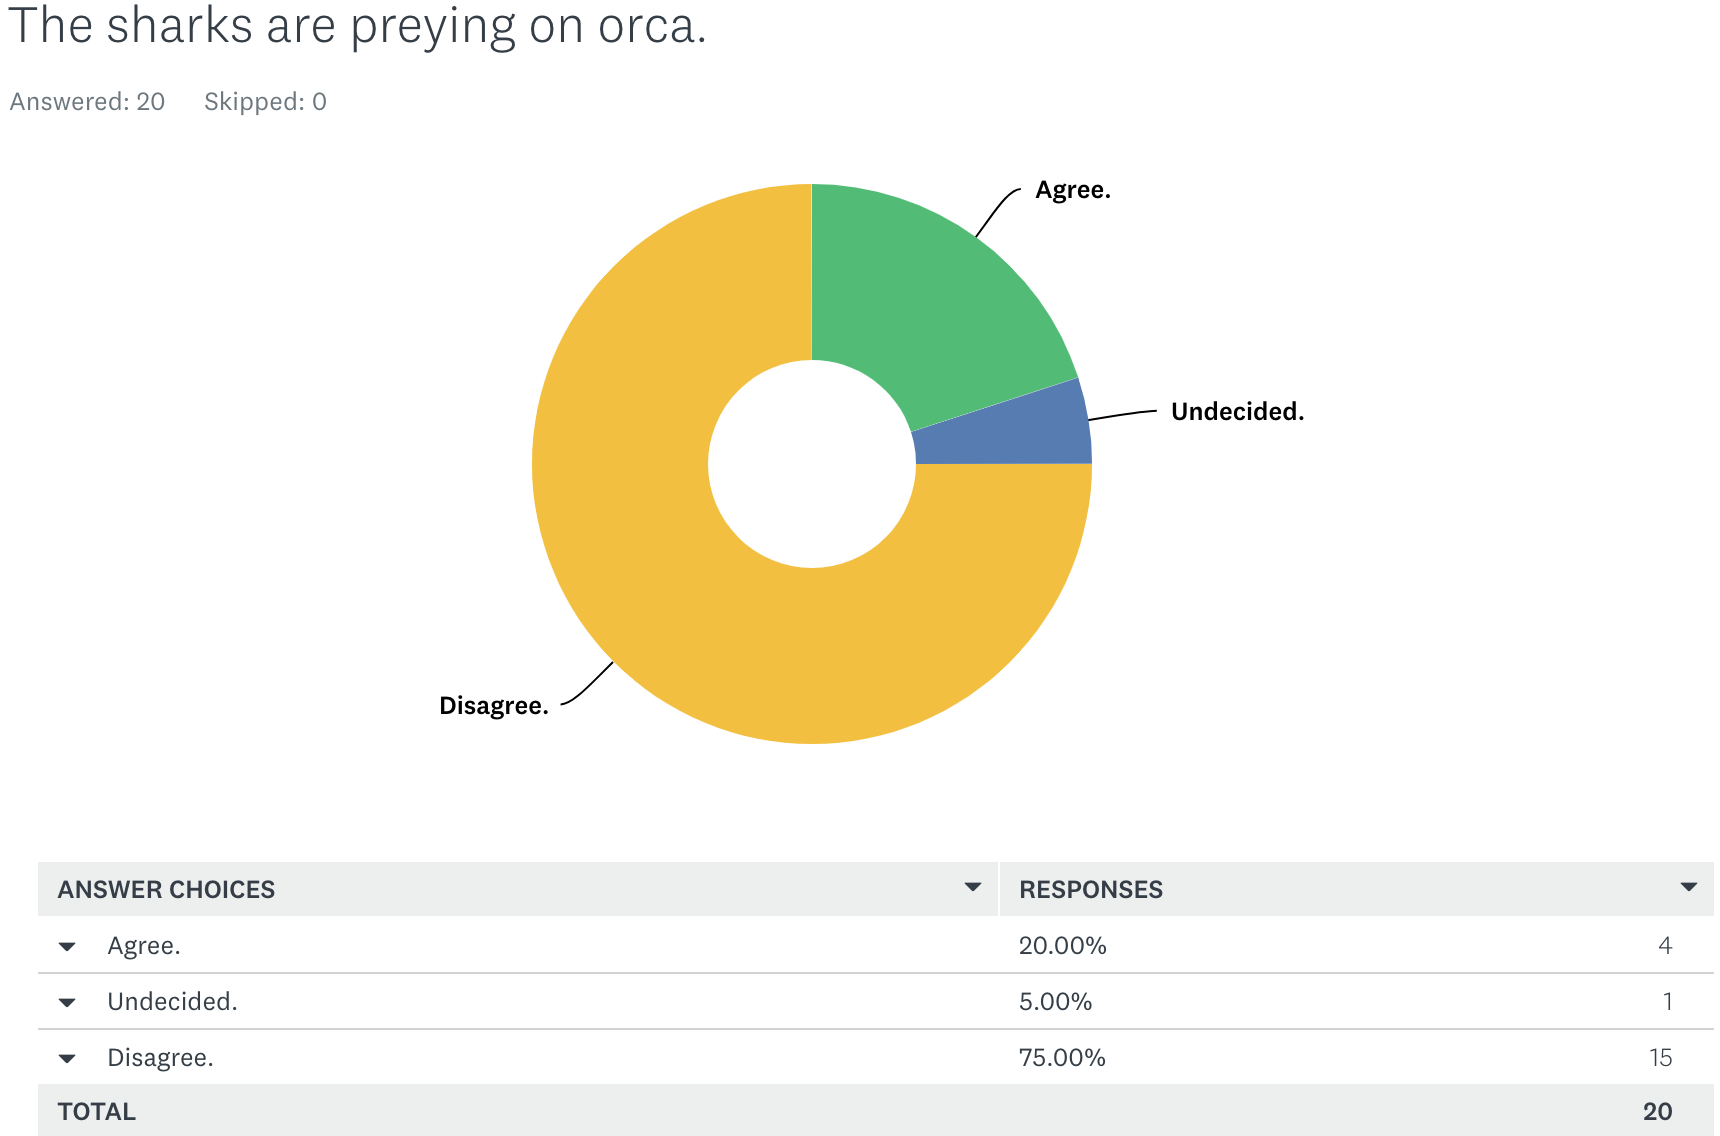 The sharks are preying on orca.
Answered: 20 Skipped: 0
Agree.
Undecided.
Disagree.
ANSWER CHOICES RESPONSES
Agree. 20.00% 4
Undecided. 5.00% 1
Disagree. 75.00% 15
TOTAL 20